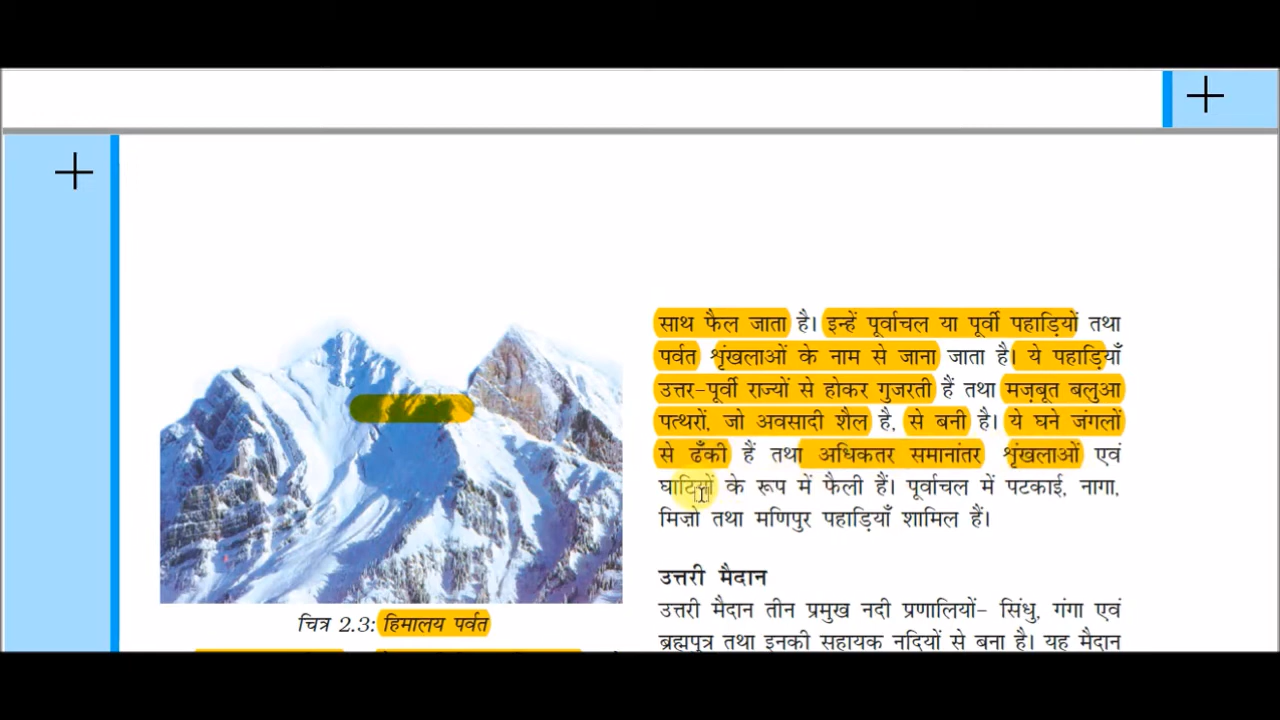 साथ फैल जाता है। इन्हें पूर्वाचल या पूर्वी पहाड़ियों तथा
पर्वत शृंखलाओं के नाम से जाना जाता है। ये पहाड़ियाँ
उत्तर-पूर्वी राज्यों से होकर गुजरती हैं तथा मज़बूत बलुआ
पत्थरों, जो अवसादी शैल है, से बनी है। ये घने जंगलों
से ढँकी हैं तथा अधिकतर समानांतर शृंखलाओं एवं
घाटियों के रूप में फैली हैं। पूर्वाचल में पटकाई, नागा,
मिज़ो तथा मणिपुर पहाड़ियाँ शामिल हैं।
उत्तरी मैदान
उत्तरी मैदान तीन प्रमुख नदी प्रणालियों– सिंधु, गंगा एवं
ब्रह्मपुत्र तथा इनकी सहायक नदियों से बना है। यह मैदान
चित्र 2.3: हिमालय पर्वत